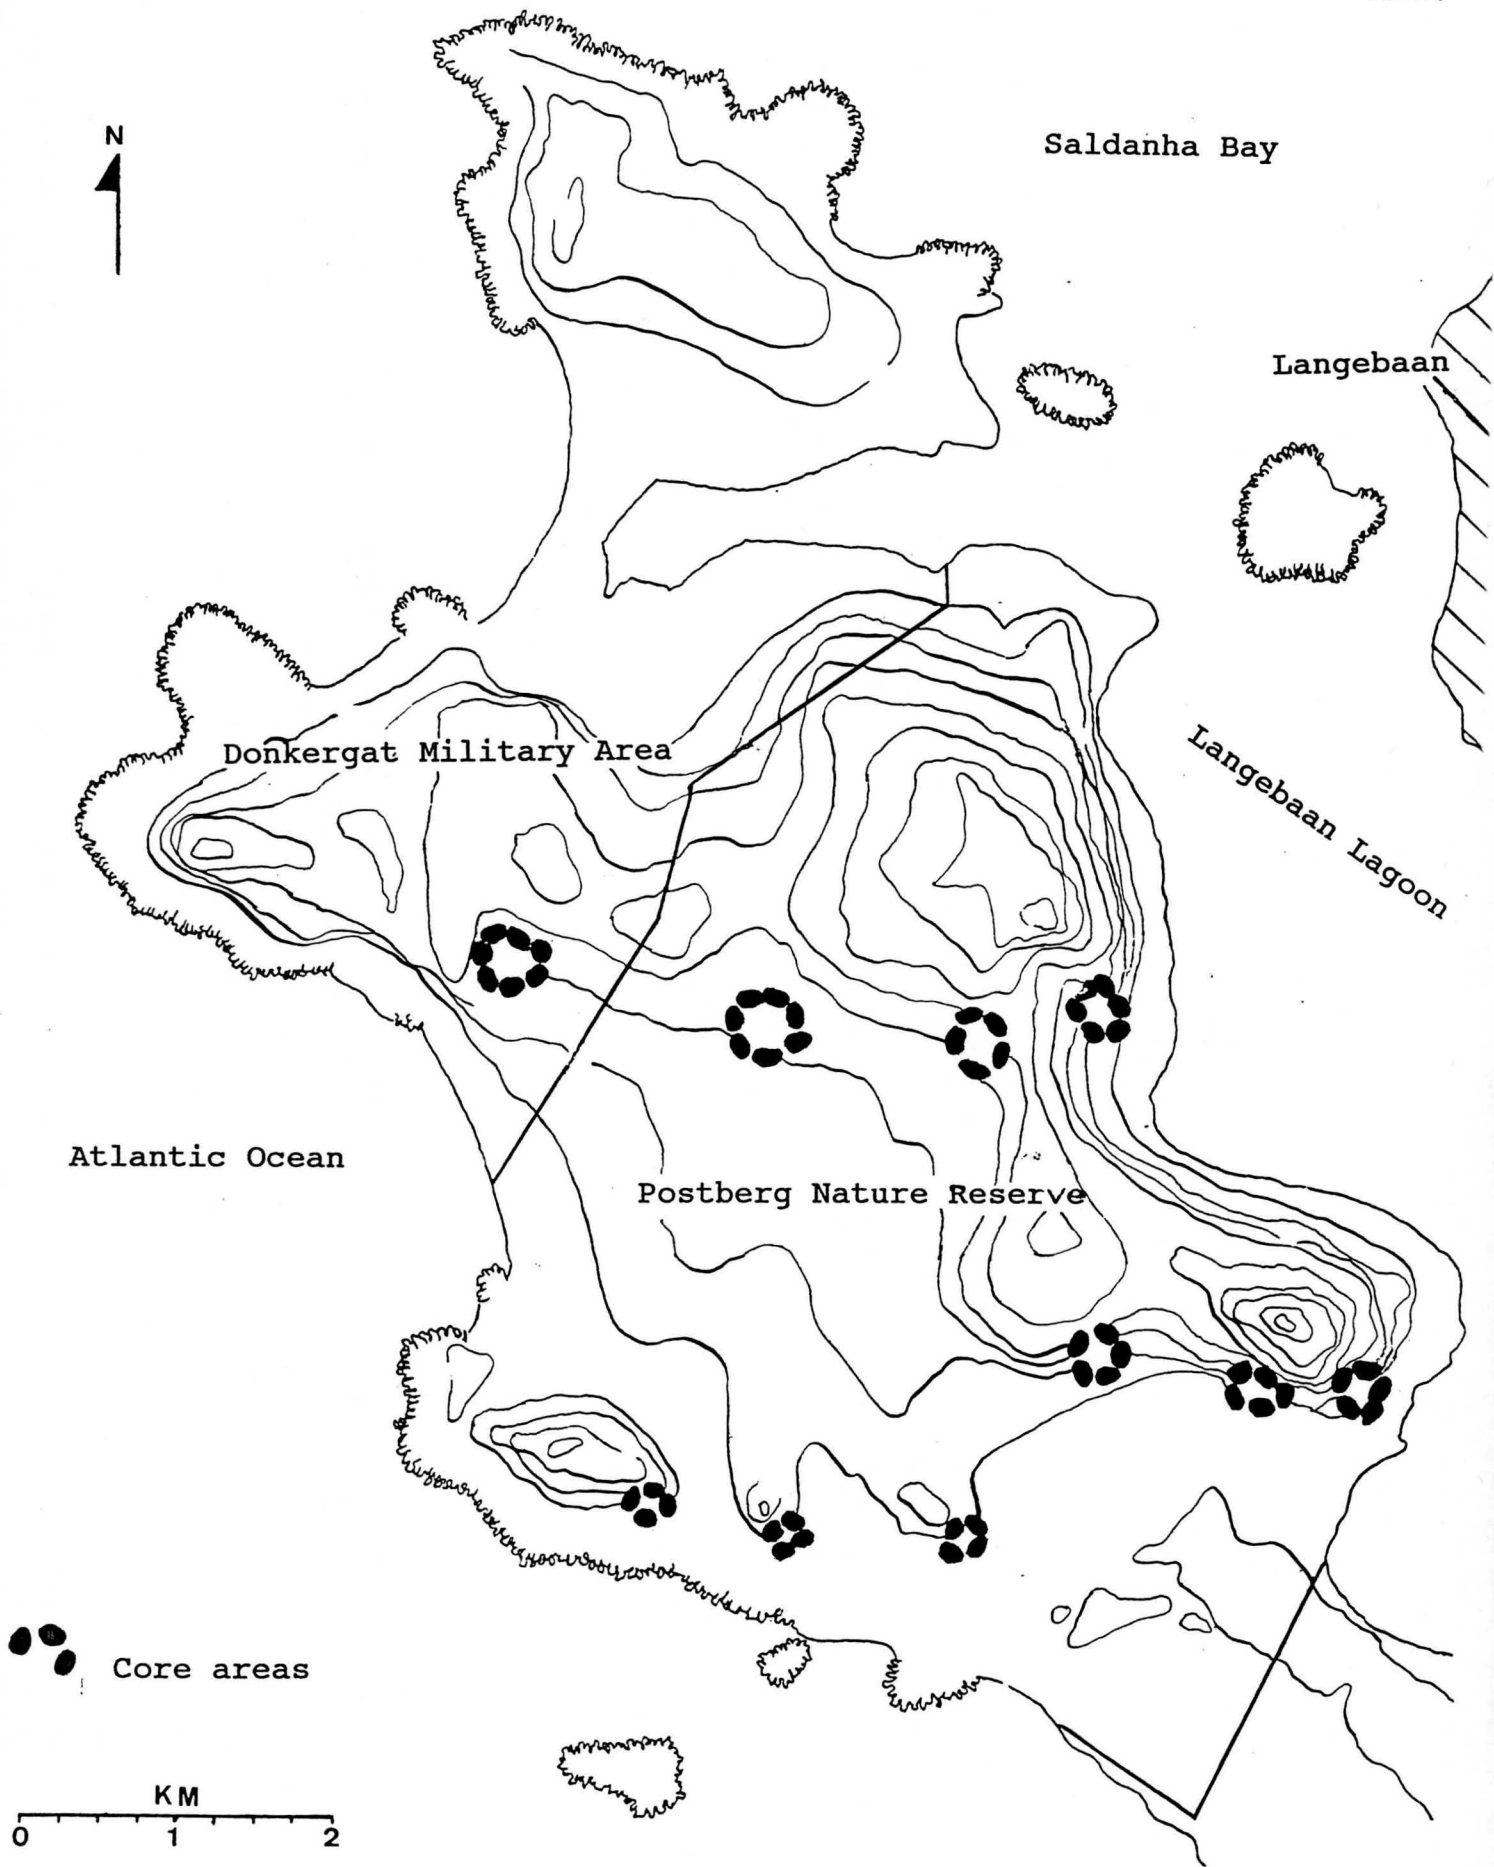 N
Saldanha Bay
Langebaan
Donkergat Military Area
Langebaan Lagoon
Atlantic Ocean
Postberg Nature Reserve
Core areas
KM
0 1 2